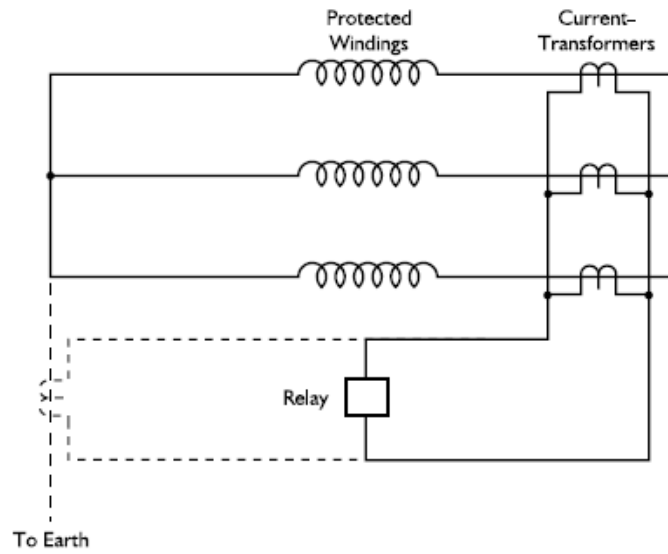 Protected
Windings
Current–
Transformers
Relay
To Earth